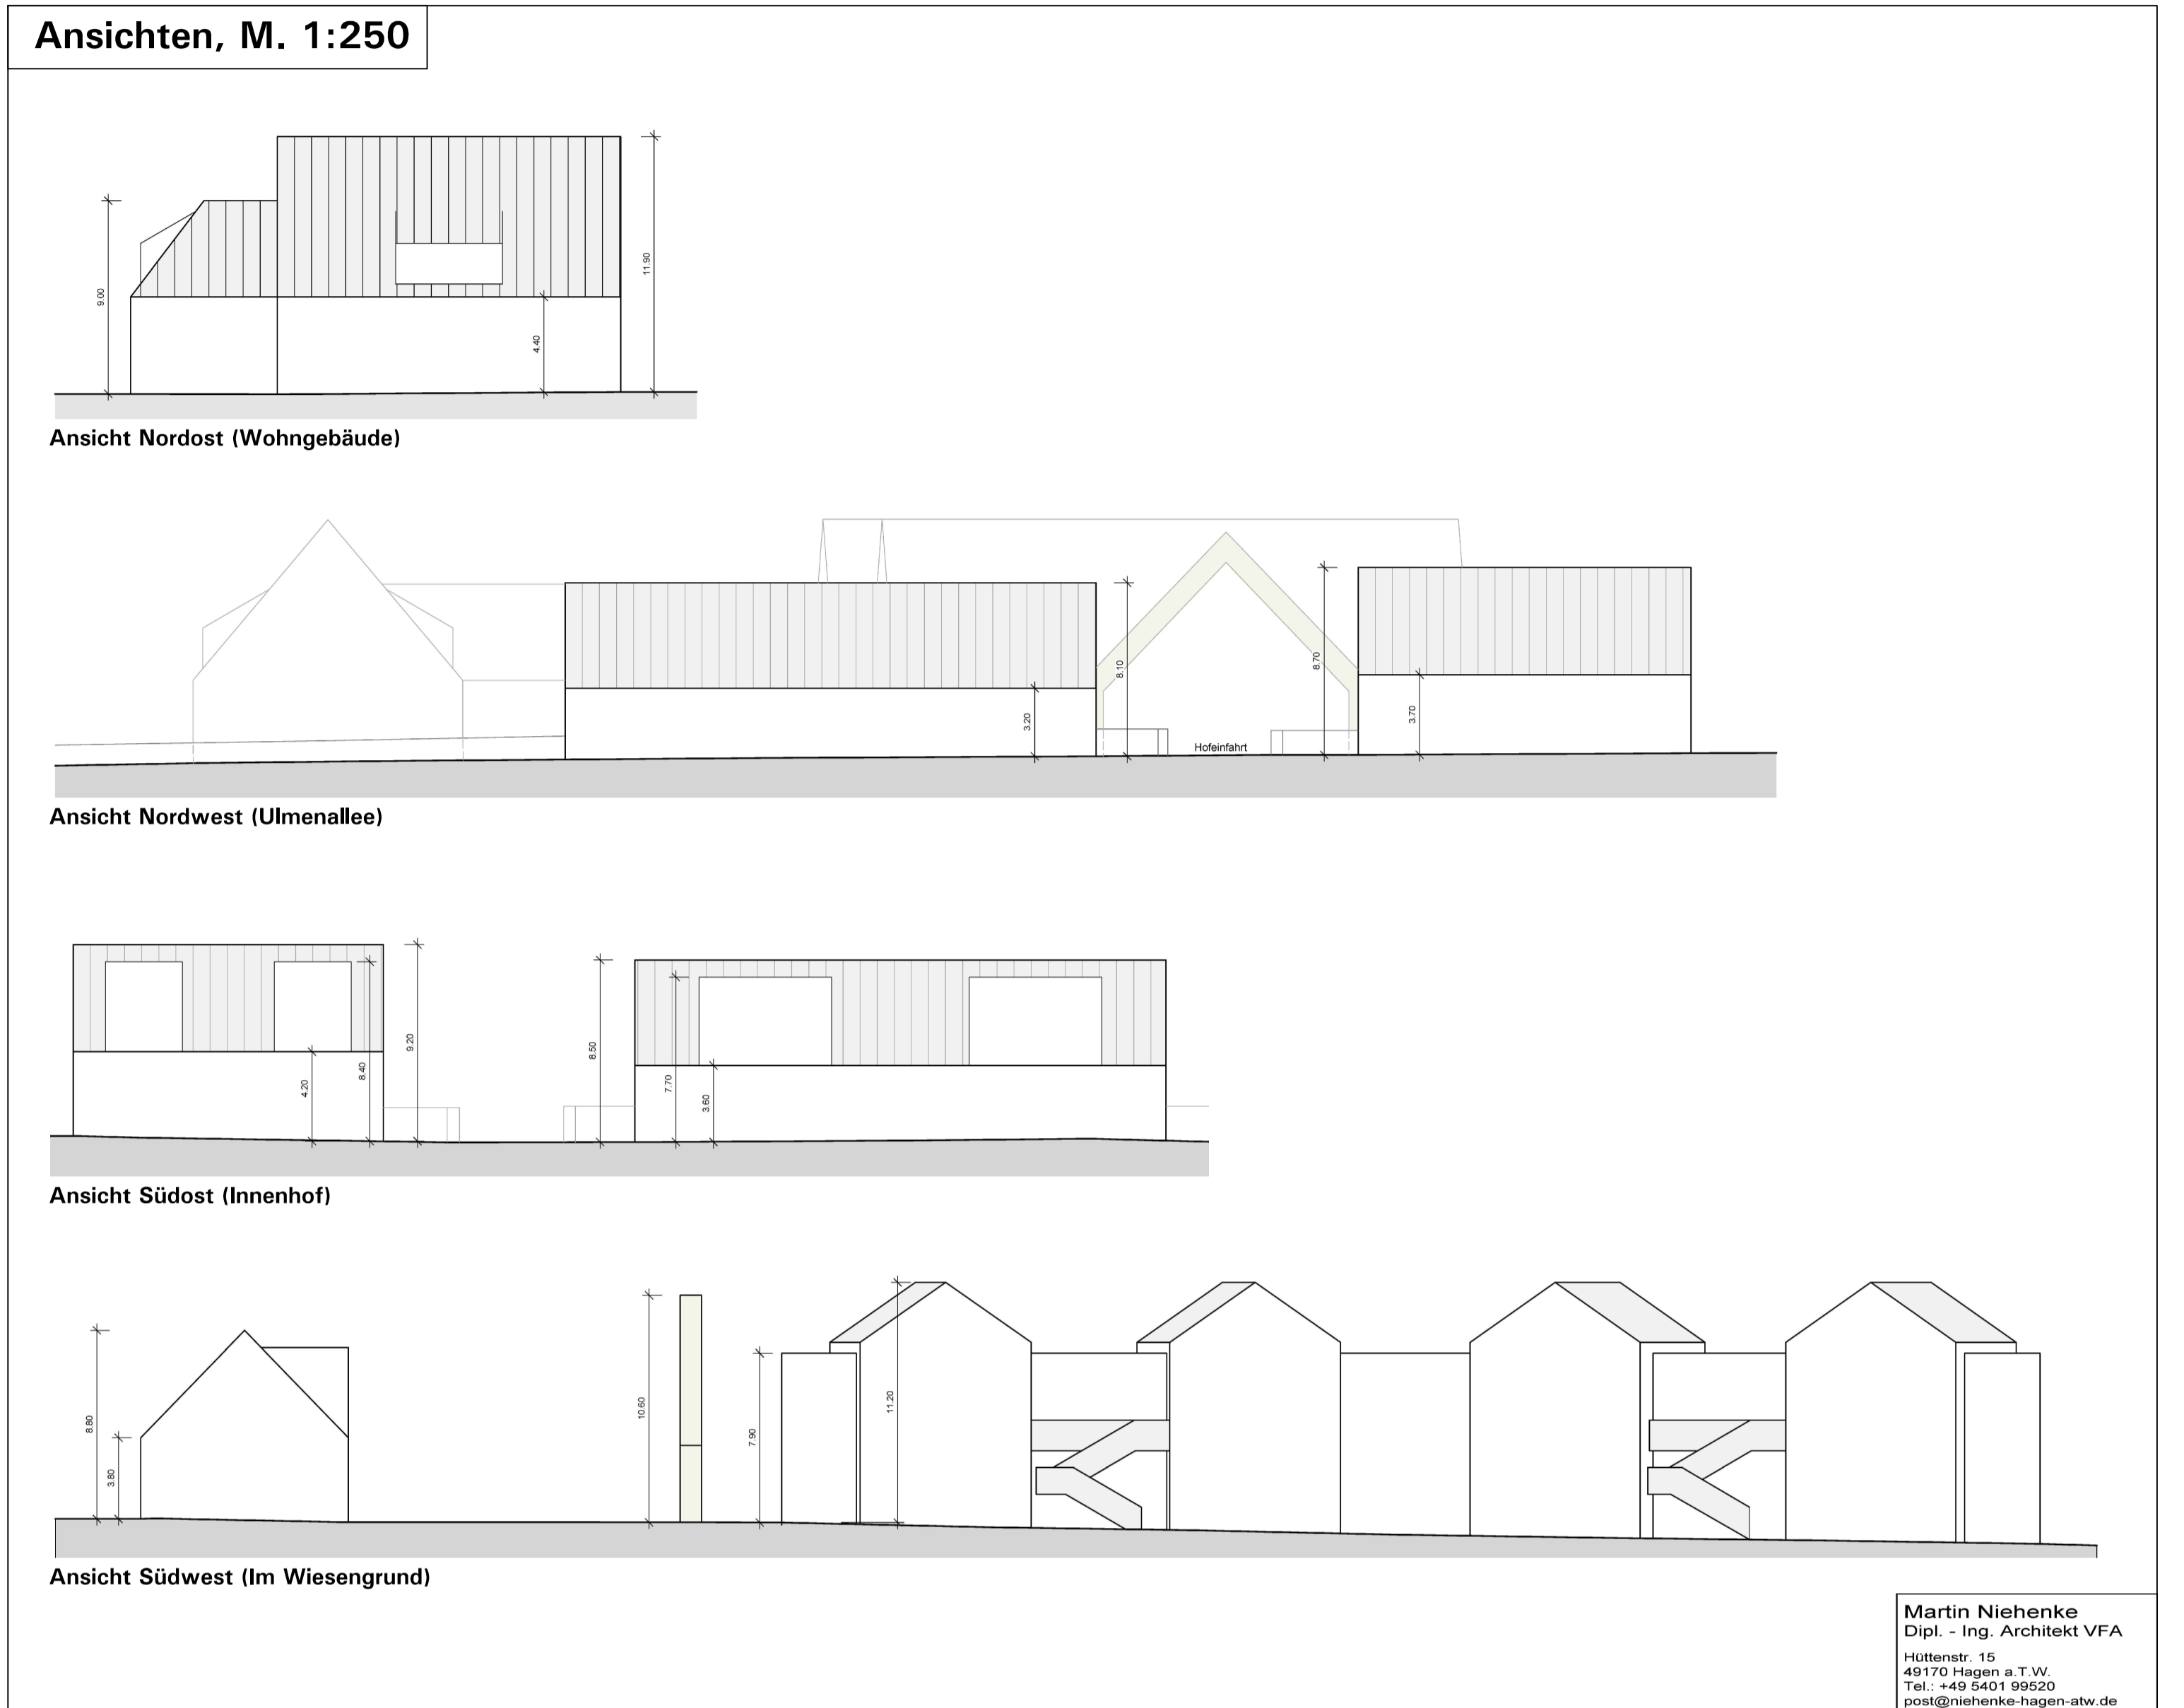 Ansichten, M. 1:250
9.00
4.40
11.90
Ansicht Nordost (Wohngebäude)
3.20
8.10
Hofeinfahrt
8.70
3.70
Ansicht Nordwest (Ulmenallee)
4.20
8.40
9.20
8.50
7.70
3.60
Ansicht Südost (Innenhof)
8.80
3.80
10.60
7.90
11.20
Ansicht Südwest (Im Wiesengrund)
Martin Niehenke
Dipl. - Ing. Architekt VFA
Hüttenstr. 15
49170 Hagen a.T.W.
Tel.: +49 5401 99520
post@niehenke-hagen-atw.de